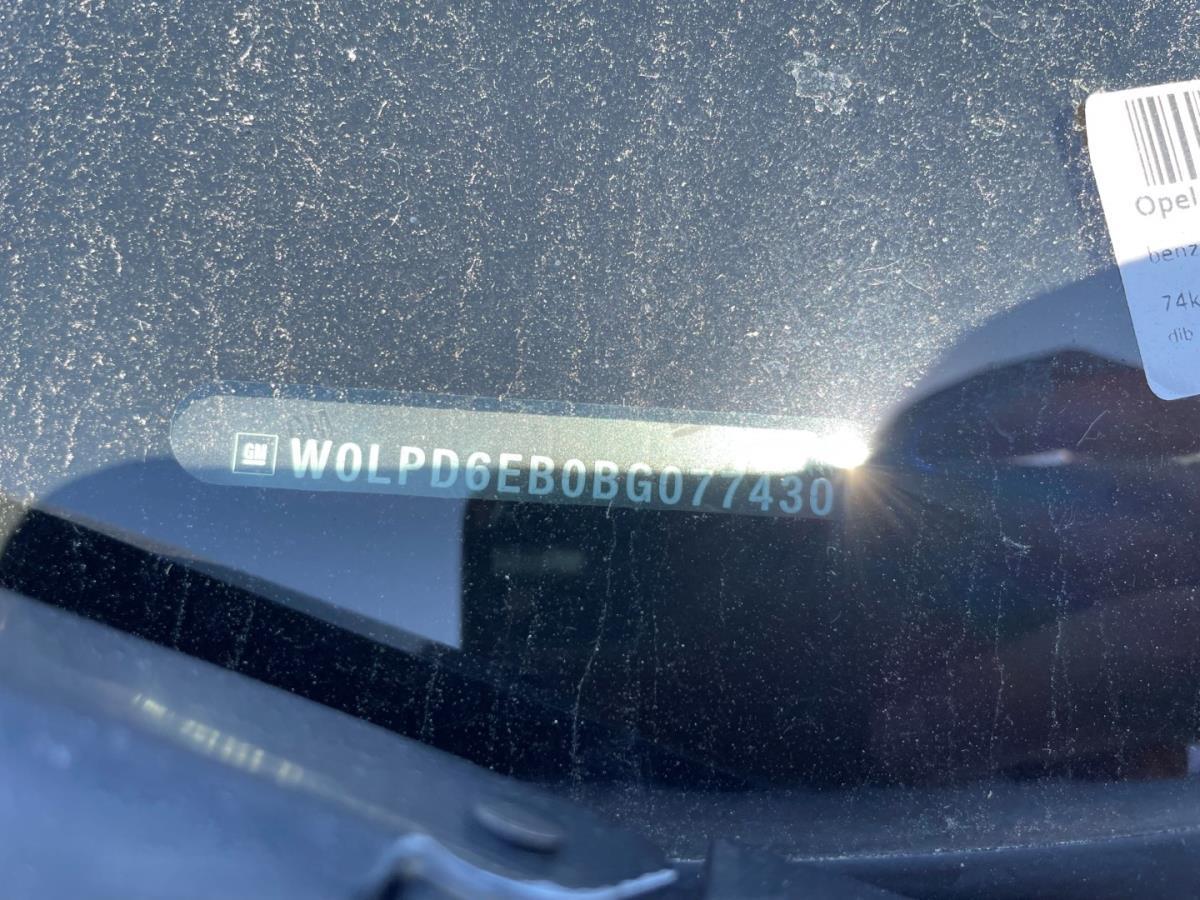 Opel
benz
74k
dib
GM W0LPD6EB0BG077430